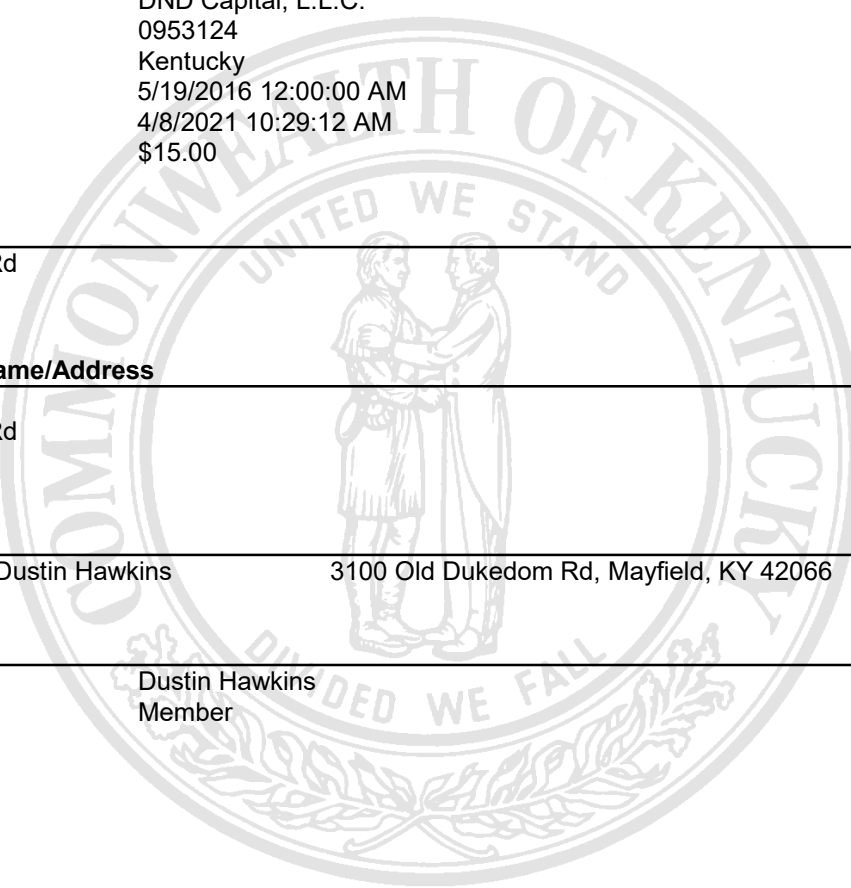 DND Capital, L.L.C.
0953124
Kentucky
5/19/2016 12:00:00 AM
4/8/2021 10:29:12 AM
$15.00
COMMONWEALTH OF KENTUCKY
UNITED WE STAND
Rd
ame/Address
Rd
Dustin Hawkins 3100 Old Dukedom Rd, Mayfield, KY 42066
DIVIDED WE FALL
Dustin Hawkins
Member